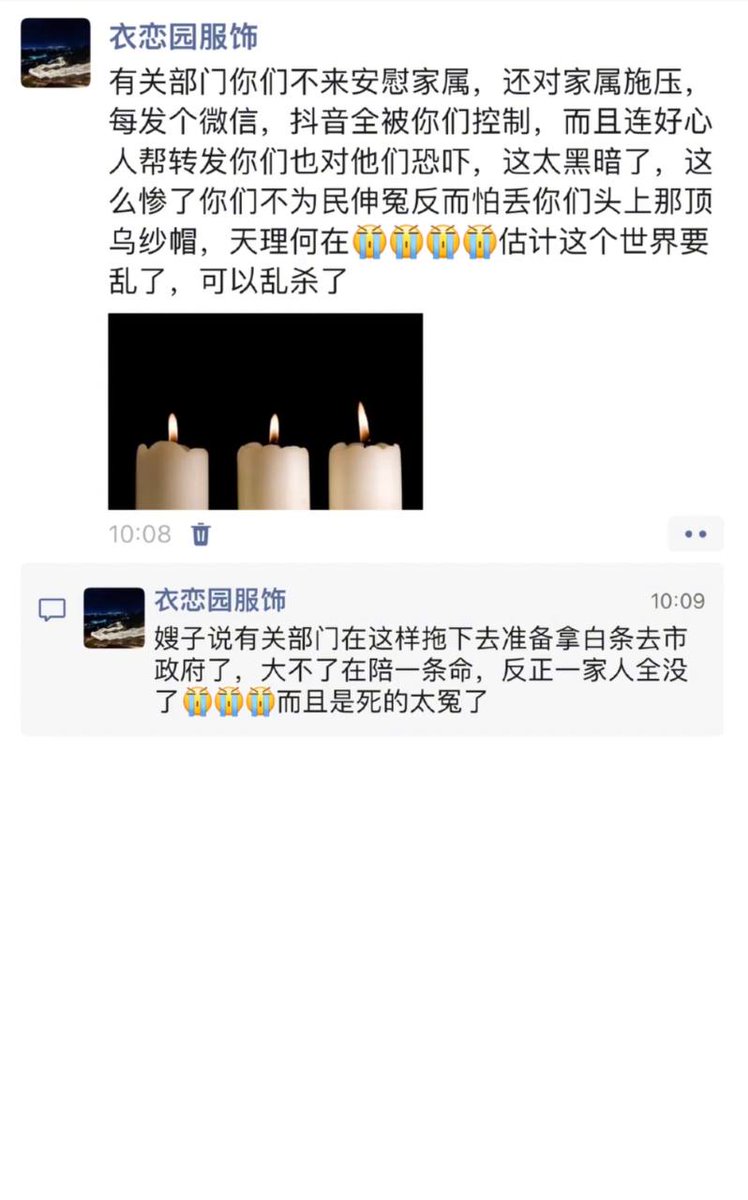 衣恋园服饰
有关部门你们不来安慰家属，还对家属施压，
每发个微信，抖音全被你们控制，而且连好心
人帮转发你们也对他们恐吓，这太黑暗了，这
么惨了你们不为民伸冤反而怕丢你们头上那顶
乌纱帽，天理何在😭😭😭😭估计这个世界要
乱了，可以乱杀了
10:08
衣恋园服饰 10:09
嫂子说有关部门在这样拖下去准备拿白条去市
政府了，大不了在陪一条命，反正一家人全没
了😭😭😭而且是死的太冤了